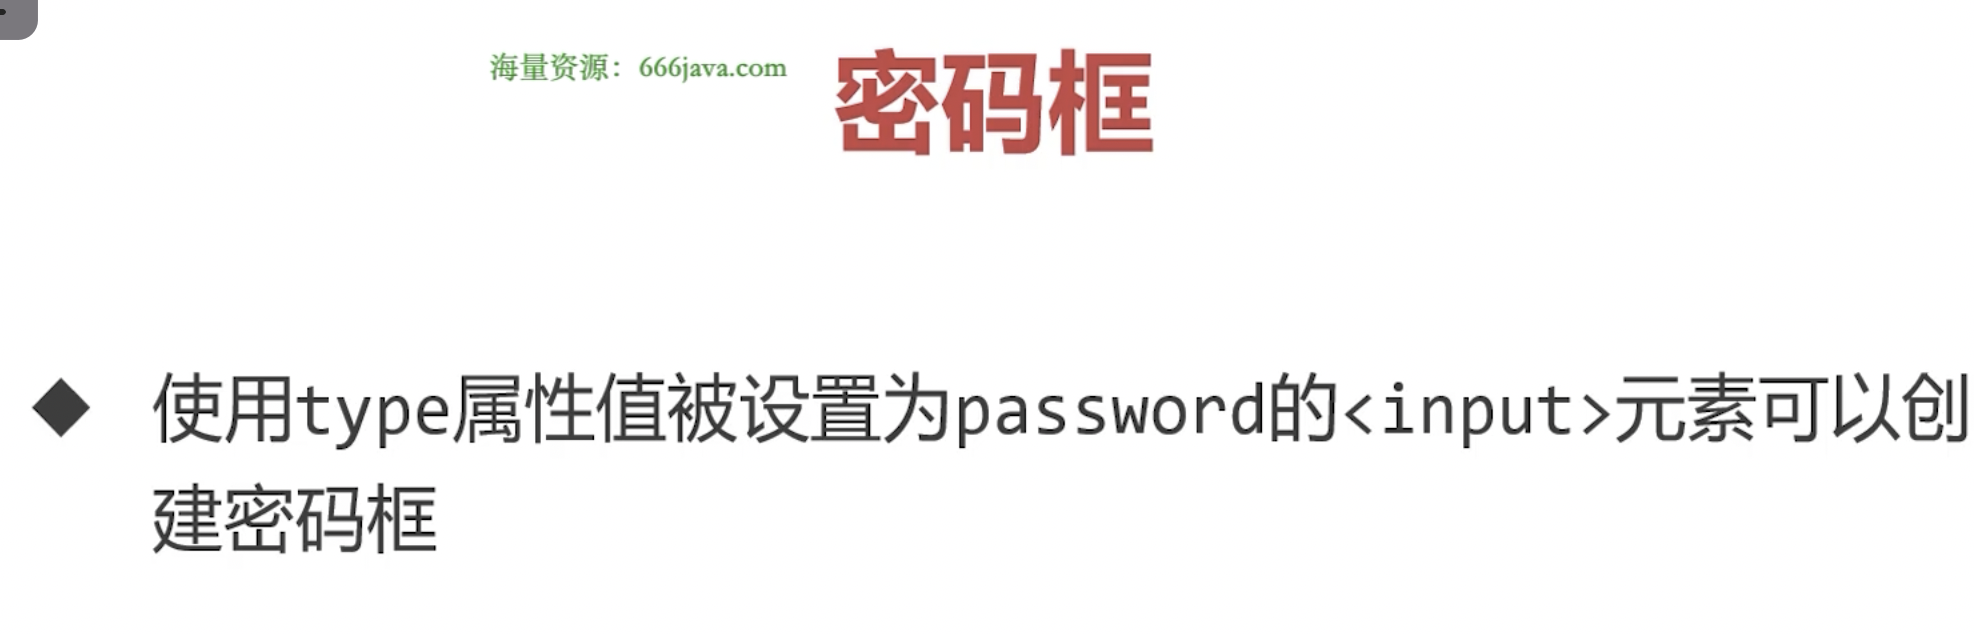 海量资源：666java.com
密码框
使用type属性值被设置为password的<input>元素可以创
建密码框